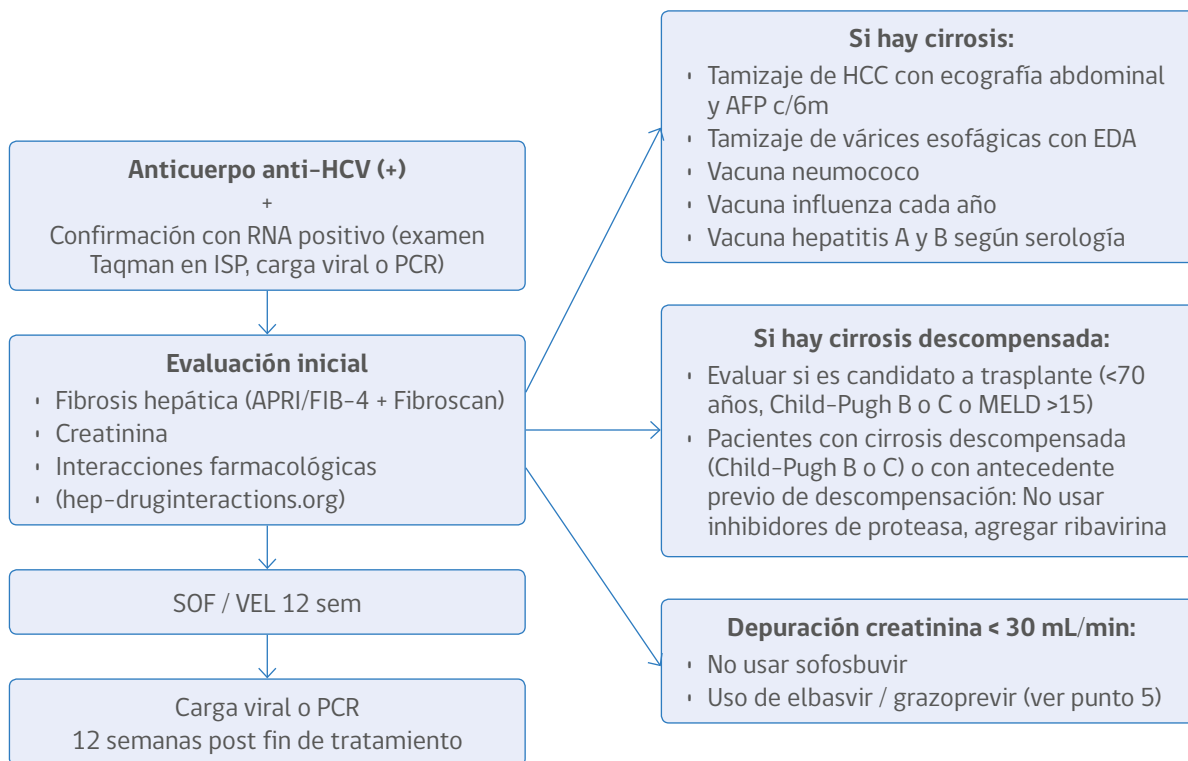 Anticuerpo anti-HCV (+)
+
Confirmación con RNA positivo (examen
Taqman en ISP, carga viral o PCR)
Evaluación inicial
• Fibrosis hepática (APRI/FIB-4 + Fibroscan)
• Creatinina
• Interacciones farmacológicas
• (hep-druginteractions.org)
SOF / VEL 12 sem
Carga viral o PCR
12 semanas post fin de tratamiento
Si hay cirrosis:
• Tamizaje de HCC con ecografía abdominal
y AFP c/6m
• Tamizaje de várices esofágicas con EDA
• Vacuna neumococo
• Vacuna influenza cada año
• Vacuna hepatitis A y B según serología
Si hay cirrosis descompensada:
• Evaluar si es candidato a trasplante (<70
años, Child-Pugh B o C o MELD >15)
• Pacientes con cirrosis descompensada
(Child-Pugh B o C) o con antecedente
previo de descompensación: No usar
inhibidores de proteasa, agregar ribavirina
Depuración creatinina < 30 mL/min:
• No usar sofosbuvir
• Uso de elbasvir / grazoprevir (ver punto 5)